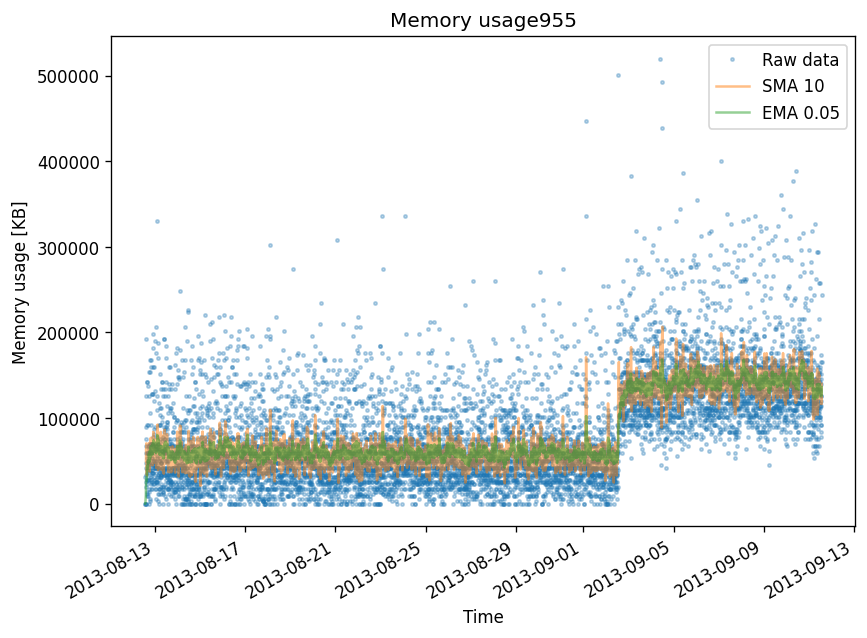 Memory usage955
Raw data
SMA 10
EMA 0.05
Memory usage [KB]
500000
400000
300000
200000
100000
0
2013-08-13
2013-08-17
2013-08-21
2013-08-25
2013-08-29
2013-09-01
2013-09-05
2013-09-09
2013-09-13
Time